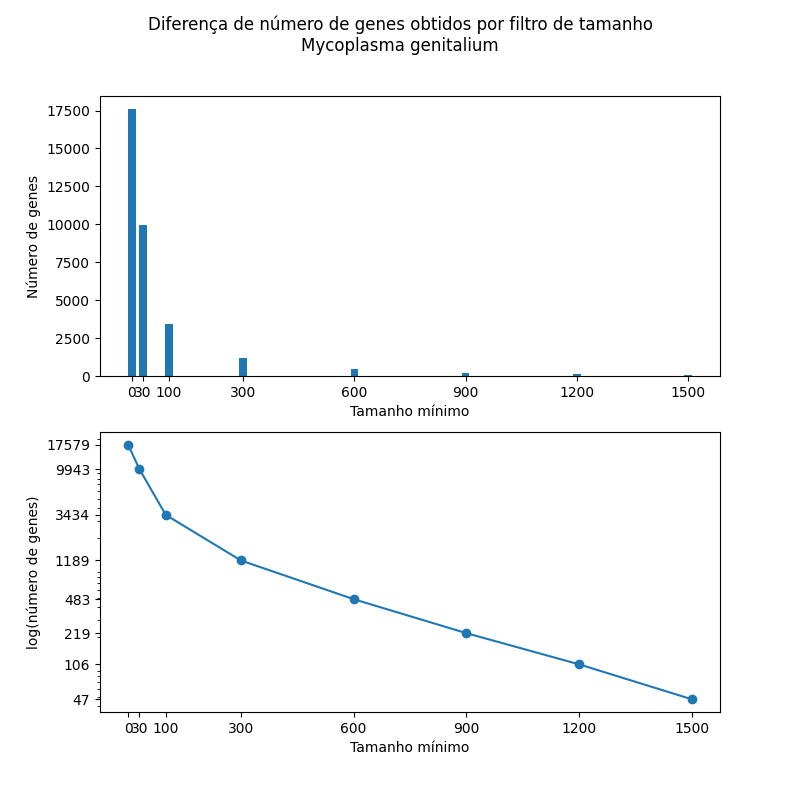 Diferença de número de genes obtidos por filtro de tamanho
Mycoplasma genitalium
Número de genes
17500
15000
12500
10000
7500
5000
2500
0
0 30 100 300 600 900 1200 1500
Tamanho mínimo
log(número de genes)
17579
9943
3434
1189
483
219
106
47
0 30 100 300 600 900 1200 1500
Tamanho mínimo